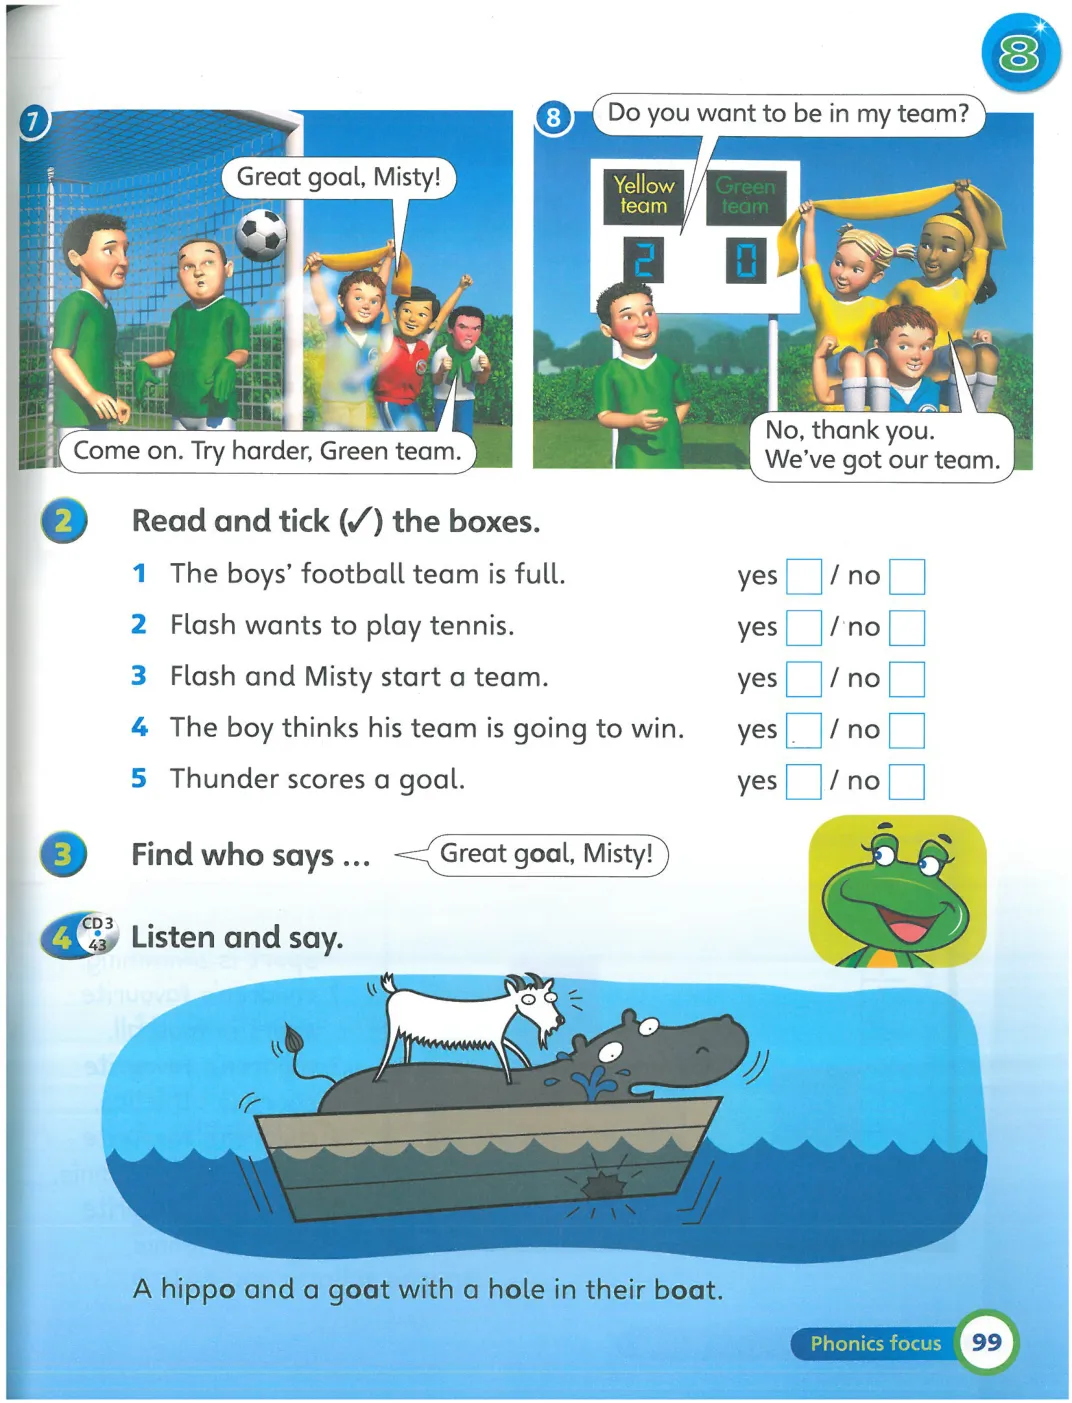 8
7
Great goal, Misty!
Come on. Try harder, Green team.
8
Do you want to be in my team?
Yellow
team
Green
team
2
0
No, thank you.
We've got our team.
2 Read and tick (✓) the boxes.
1 The boys' football team is full. yes / no
2 Flash wants to play tennis. yes / no
3 Flash and Misty start a team. yes / no
4 The boy thinks his team is going to win. yes / no
5 Thunder scores a goal. yes / no
3 Find who says ... Great goal, Misty!
4 CD3 43 Listen and say.
A hippo and a goat with a hole in their boat.
Phonics focus 99